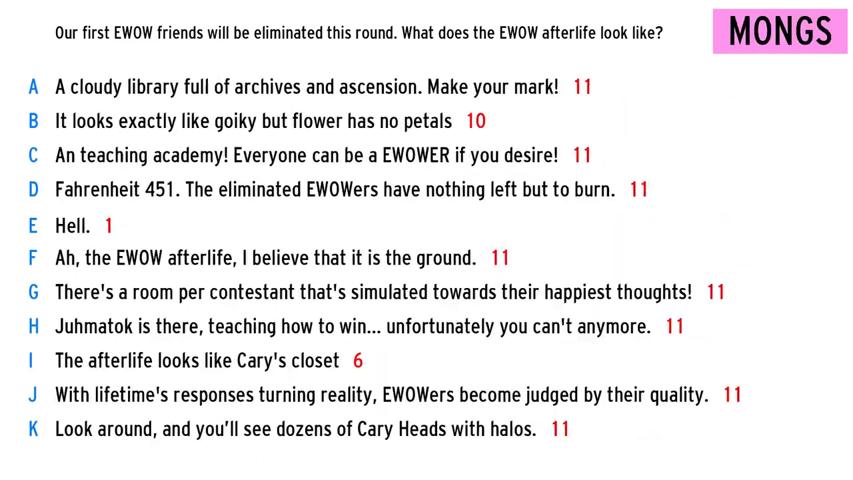 Our first EWOW friends will be eliminated this round. What does the EWOW afterlife look like?
MONGS
A A cloudy library full of archives and ascension. Make your mark! 11
B It looks exactly like goiky but flower has no petals 10
C An teaching academy! Everyone can be a EWOWER if you desire! 11
D Fahrenheit 451. The eliminated EWOWers have nothing left but to burn. 11
E Hell. 1
F Ah, the EWOW afterlife, I believe that it is the ground. 11
G There's a room per contestant that's simulated towards their happiest thoughts! 11
H Juhmatok is there, teaching how to win... unfortunately you can't anymore. 11
I The afterlife looks like Cary's closet 6
J With lifetime's responses turning reality, EWOWers become judged by their quality. 11
K Look around, and you’ll see dozens of Cary Heads with halos. 11